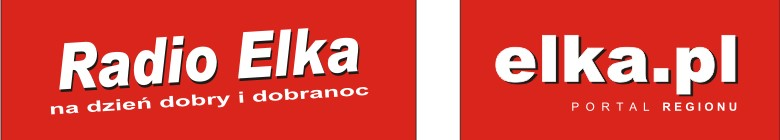 Radio Elka
na dzień dobry i dobranoc
elka.pl
PORTAL REGIONU